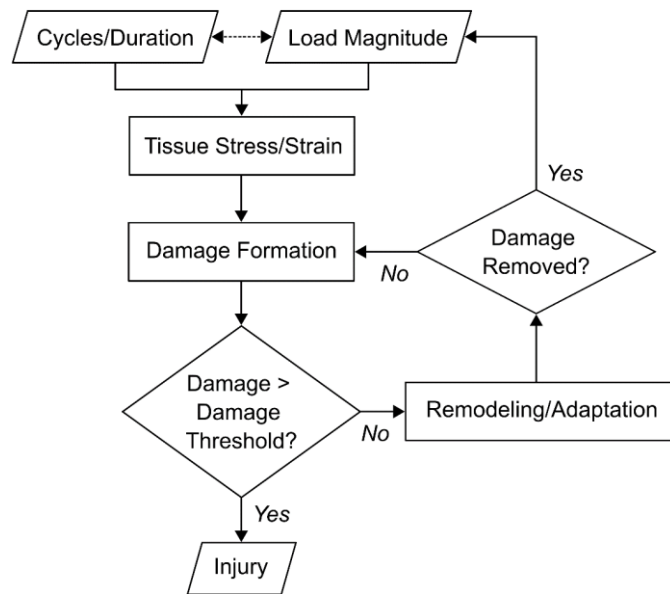 Cycles/Duration
Load Magnitude
Tissue Stress/Strain
Yes
Damage Formation
No
Damage
Removed?
Damage >
Damage
Threshold?
No
Remodeling/Adaptation
Yes
Injury